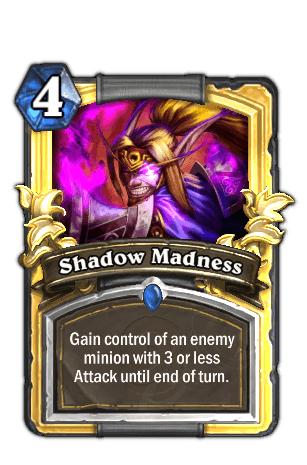 4
Shadow Madness
Gain control of an enemy
minion with 3 or less
Attack until end of turn.